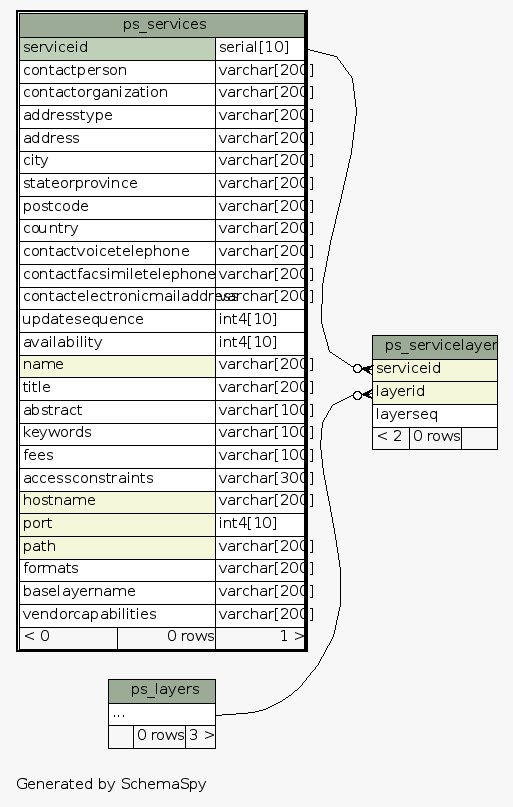 ps_services
serviceid serial[10]
contactperson varchar[200]
contactorganization varchar[200]
addresstype varchar[200]
address varchar[200]
city varchar[200]
stateorprovince varchar[200]
postcode varchar[200]
country varchar[200]
contactvoicetelephone varchar[200]
contactfacsimiletelephone varchar[200]
contactelectronicmailaddress varchar[200]
updatesequence int4[10]
availability int4[10]
name varchar[200]
title varchar[200]
abstract varchar[100
keywords varchar[100
fees varchar[100
accessconstraints varchar[300
hostname varchar[200]
port int4[10]
path varchar[200]
formats varchar[200]
baselayername varchar[200]
vendorcapabilities varchar[200]
< 0 0 rows 1 >
ps_servicelayer
serviceid
layerid
layerseq
< 2 0 rows
ps_layers
...
0 rows 3 >
Generated by SchemaSpy